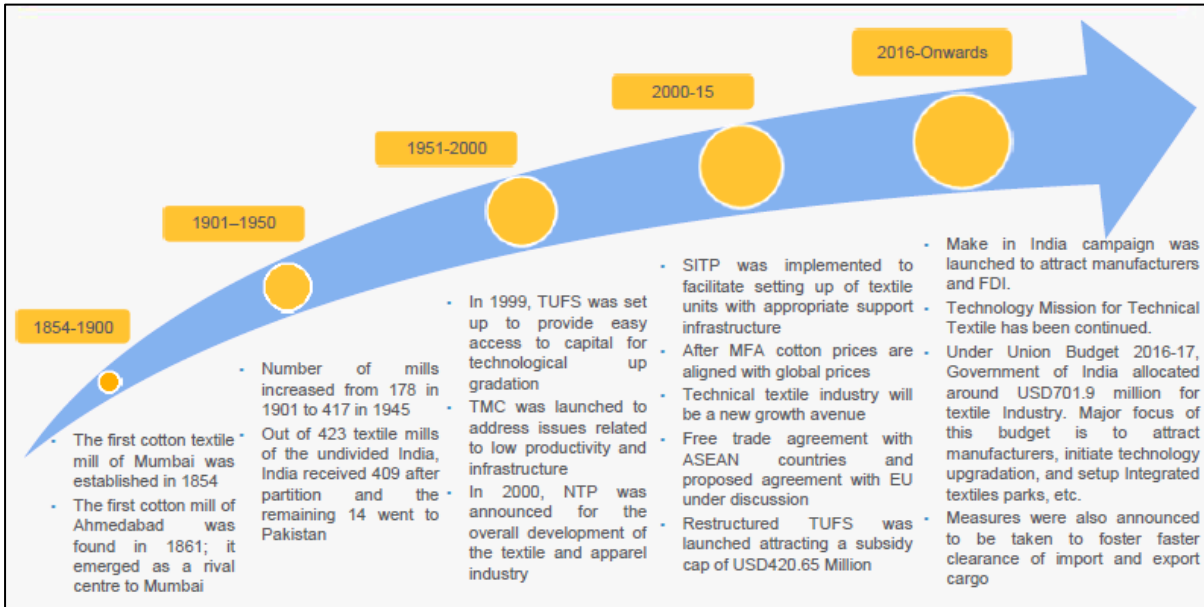 1854-1900
The first cotton textile
mill of Mumbai was
established in 1854
The first cotton mill of
Ahmedabad was
found in 1861; it
emerged as a rival
centre to Mumbai
1901–1950
Number of mills
increased from 178 in
1901 to 417 in 1945
Out of 423 textile mills
of the undivided India,
India received 409 after
partition and the
remaining 14 went to
Pakistan
1951-2000
In 1999, TUFS was set
up to provide easy
access to capital for
technological up
gradation
TMC was launched to
address issues related
to low productivity and
infrastructure
In 2000, NTP was
announced for the
overall development of
the textile and apparel
industry
2000-15
SITP was implemented to
facilitate setting up of textile
units with appropriate support
infrastructure
After MFA cotton prices are
aligned with global prices
Technical textile industry will
be a new growth avenue
Free trade agreement with
ASEAN countries and
proposed agreement with EU
under discussion
Restructured TUFS was
launched attracting a subsidy
cap of USD420.65 Million
2016-Onwards
Make in India campaign was
launched to attract manufacturers
and FDI.
Technology Mission for Technical
Textile has been continued.
Under Union Budget 2016-17,
Government of India allocated
around USD701.9 million for
textile Industry. Major focus of
this budget is to attract
manufacturers, initiate technology
upgradation, and setup Integrated
textiles parks, etc.
Measures were also announced
to be taken to foster faster
clearance of import and export
cargo